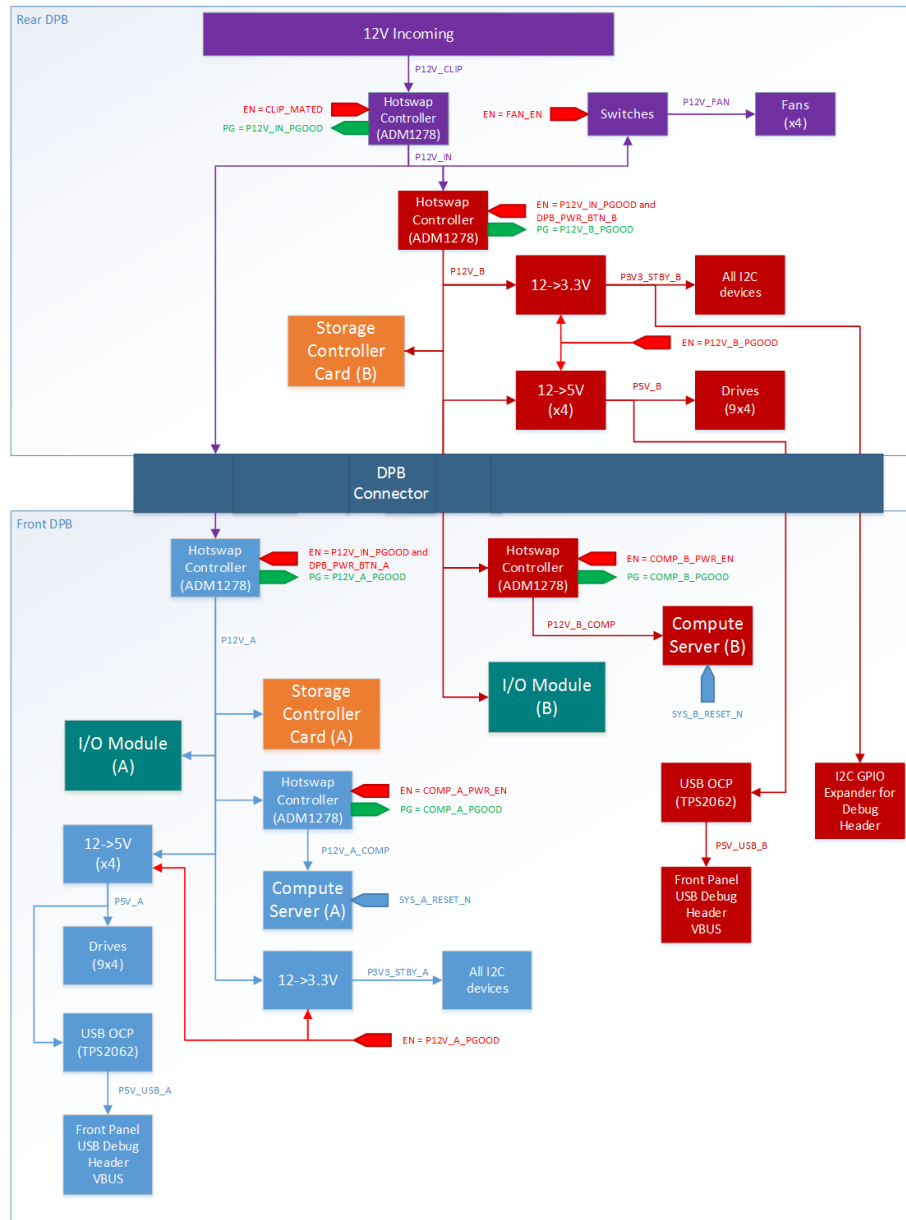 Rear DPB
12V Incoming
P12V_CLIP
EN = CLIP_MATED
PG = P12V_IN_PGOOD
Hotswap
Controller
(ADM1278)
EN = FAN_EN
Switches
P12V_FAN
Fans
(x4)
P12V_IN
Hotswap
Controller
(ADM1278)
EN = P12V_IN_PGOOD and
DPB_PWR_BTN_B
PG = P12V_B_PGOOD
P12V_B
12->3.3V
P3V3_STBY_B
All I2C
devices
Storage
Controller
Card (B)
EN = P12V_B_PGOOD
12->5V
(x4)
P5V_B
Drives
(9x4)
DPB
Connector
Front DPB
Hotswap
Controller
(ADM1278)
EN = P12V_IN_PGOOD and
DPB_PWR_BTN_A
PG = P12V_A_PGOOD
Hotswap
Controller
(ADM1278)
EN = COMP_B_PWR_EN
PG = COMP_B_PGOOD
P12V_A
P12V_B_COMP
Compute
Server (B)
I/O Module
(B)
SYS_B_RESET_N
Storage
Controller
Card (A)
I/O Module
(A)
Hotswap
Controller
(ADM1278)
EN = COMP_A_PWR_EN
PG = COMP_A_PGOOD
USB OCP
(TPS2062)
I2C GPIO
Expander for
Debug
Header
12->5V
(x4)
P12V_A_COMP
P5V_USB_B
Compute
Server (A)
SYS_A_RESET_N
Front Panel
USB Debug
Header
VBUS
P5V_A
Drives
(9x4)
12->3.3V
P3V3_STBY_A
All I2C
devices
USB OCP
(TPS2062)
EN = P12V_A_PGOOD
P5V_USB_A
Front Panel
USB Debug
Header
VBUS